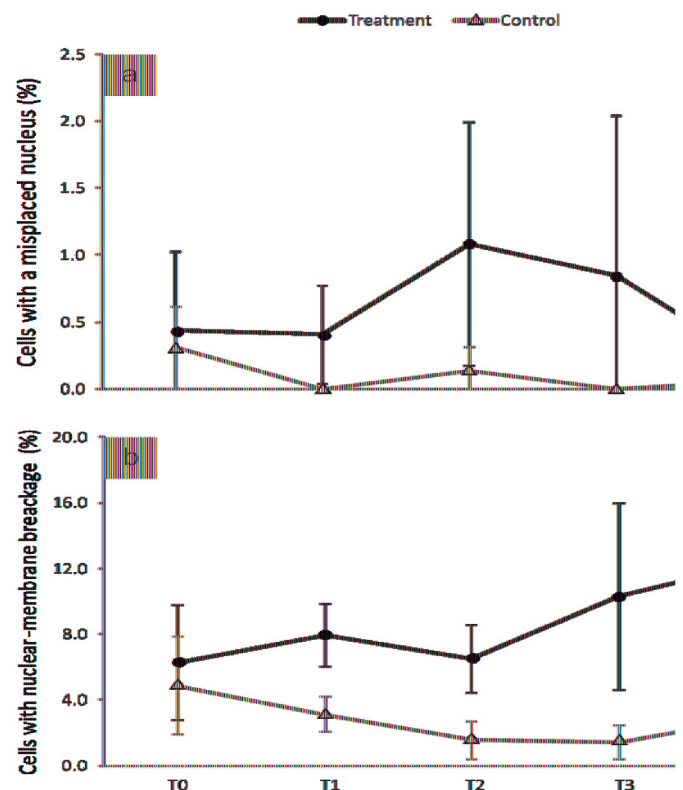 Treatment Control
a
Cells with a misplaced nucleus (%)
2.5
2.0
1.5
1.0
0.5
0.0
b
Cells with nuclear-membrane breackage (%)
20.0
16.0
12.0
8.0
4.0
0.0
T0 T1 T2 T3